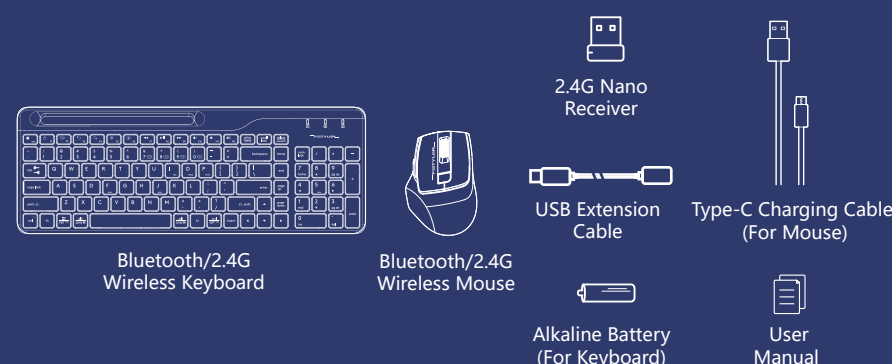 Bluetooth/2.4G
Wireless Keyboard
Bluetooth/2.4G
Wireless Mouse
2.4G Nano
Receiver
USB Extension
Cable
Type-C Charging Cable
(For Mouse)
Alkaline Battery
(For Keyboard)
User
Manual